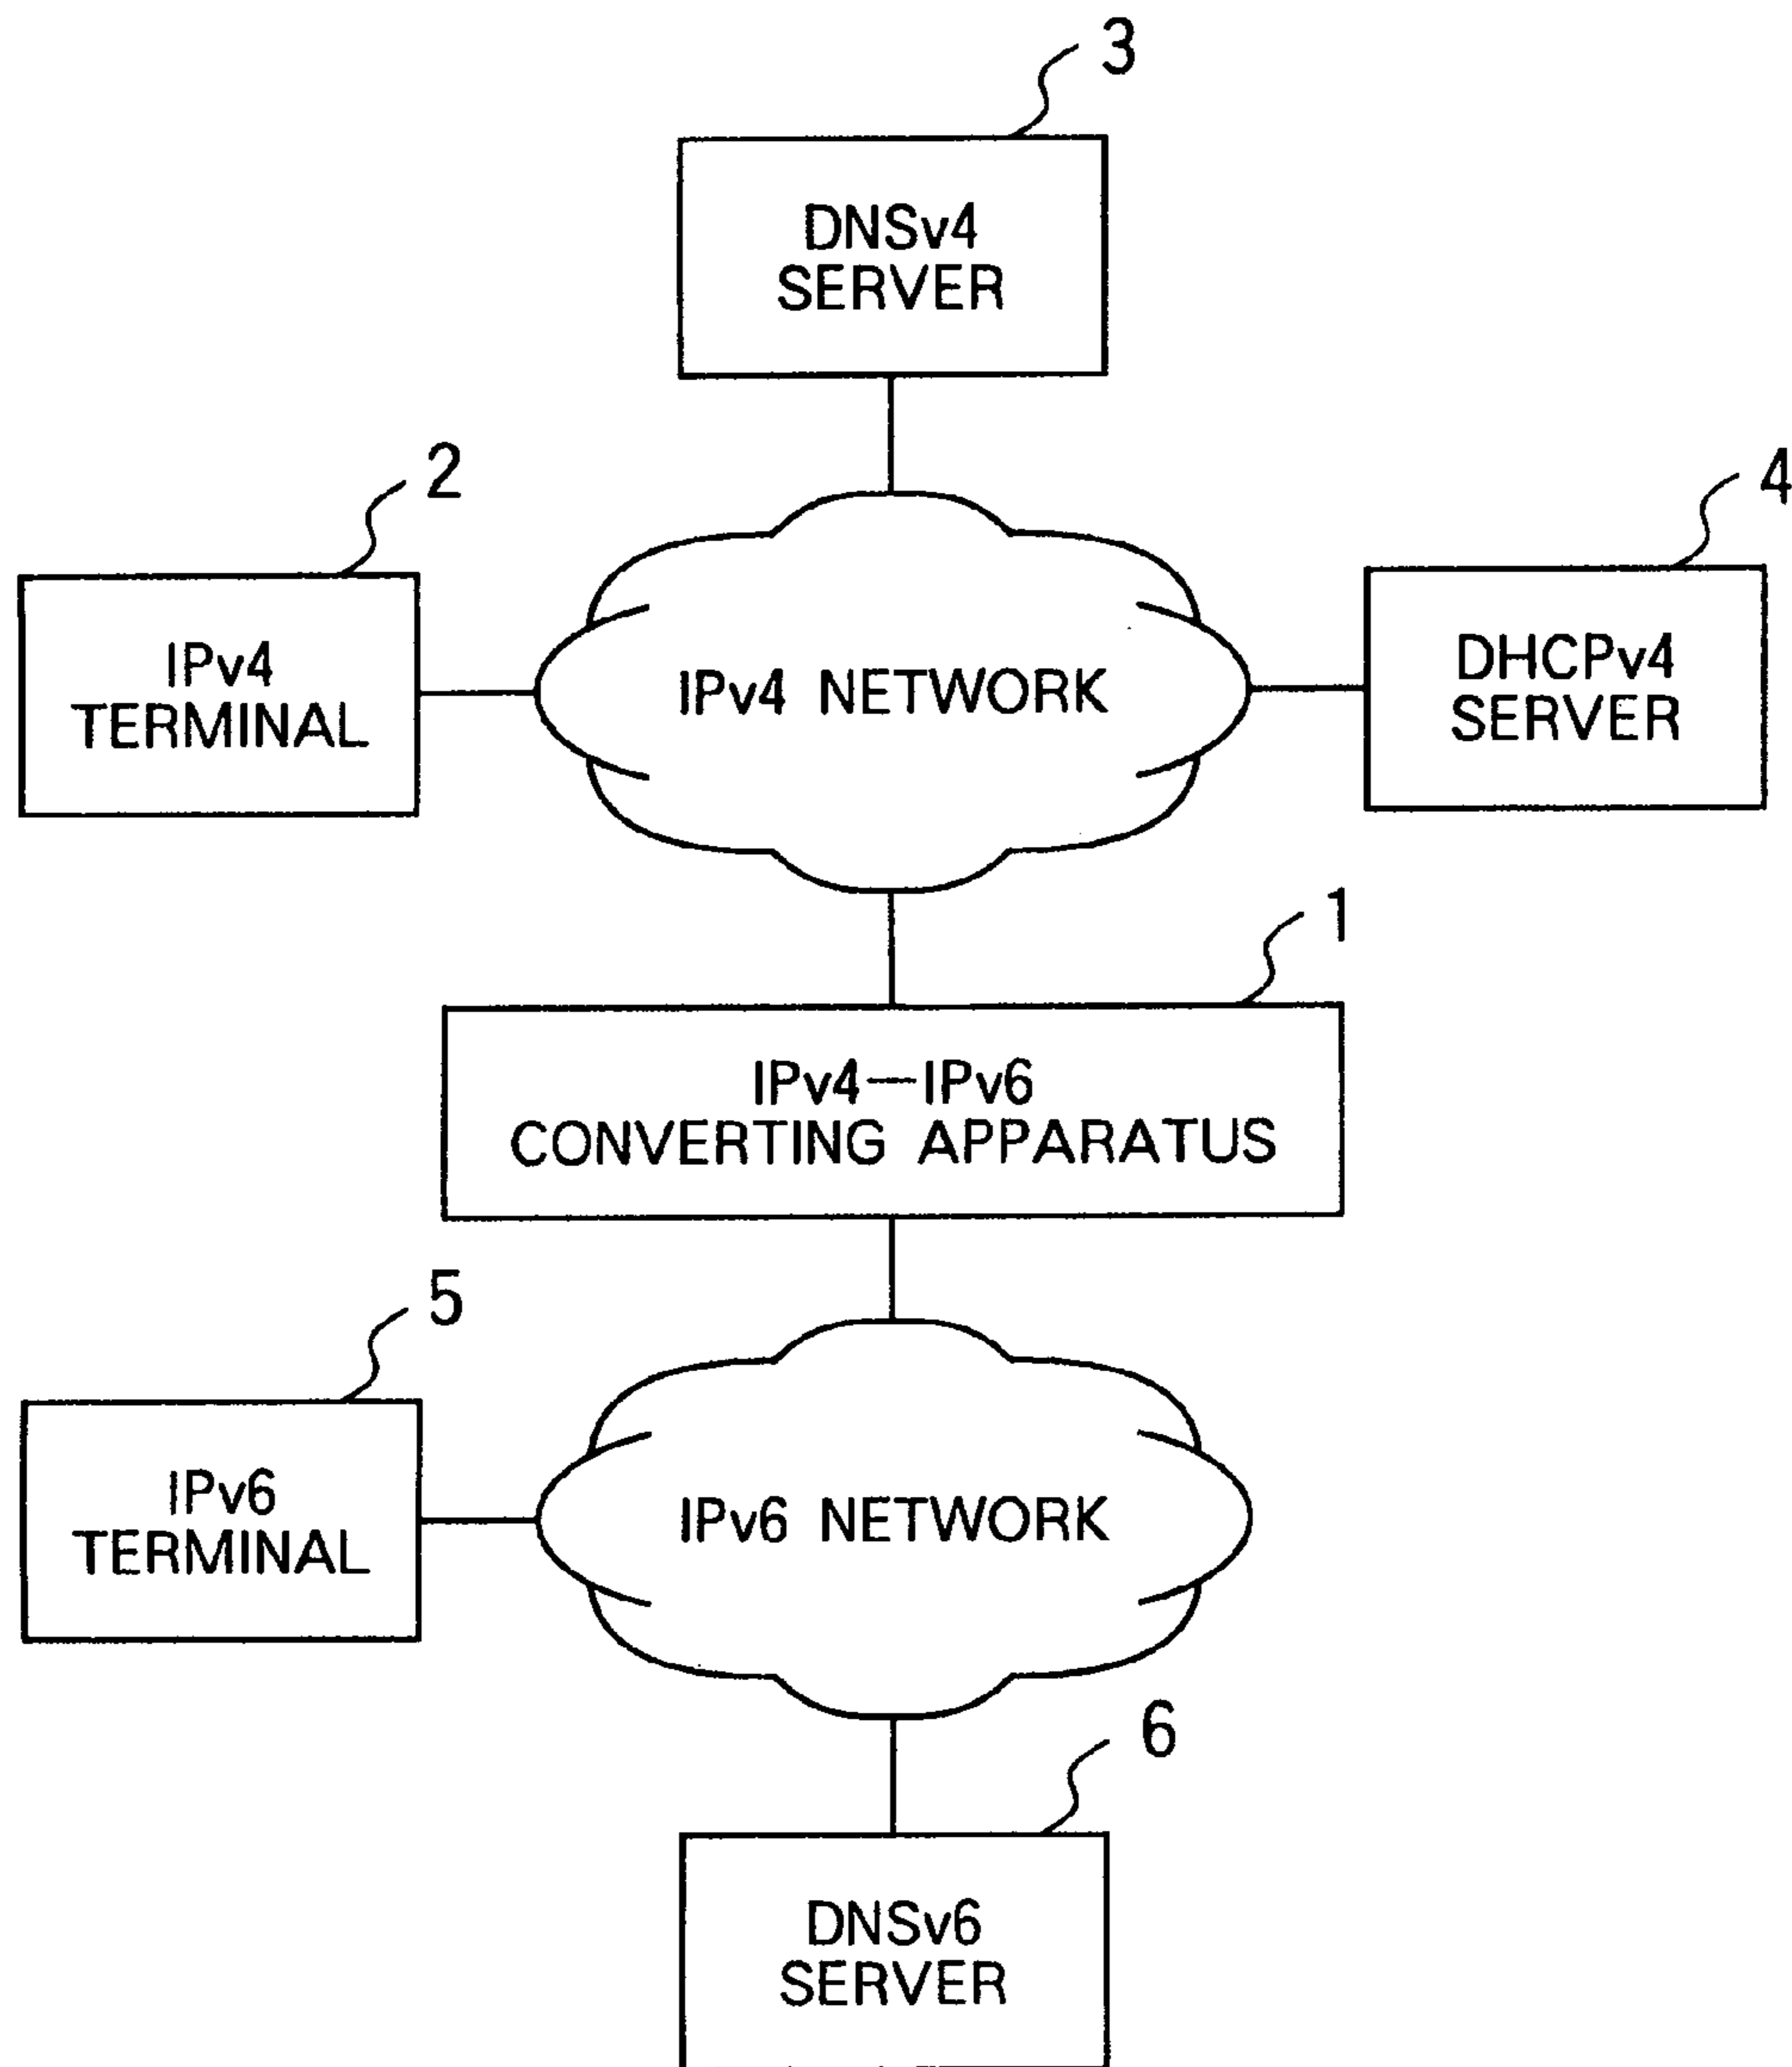 3
DNSv4
SERVER
2
4
IPv4
TERMINAL
IPv4 NETWORK
DHCPv4
SERVER
1
IPv4—IPv6
CONVERTING APPARATUS
5
IPv6
TERMINAL
IPv6 NETWORK
6
DNSv6
SERVER